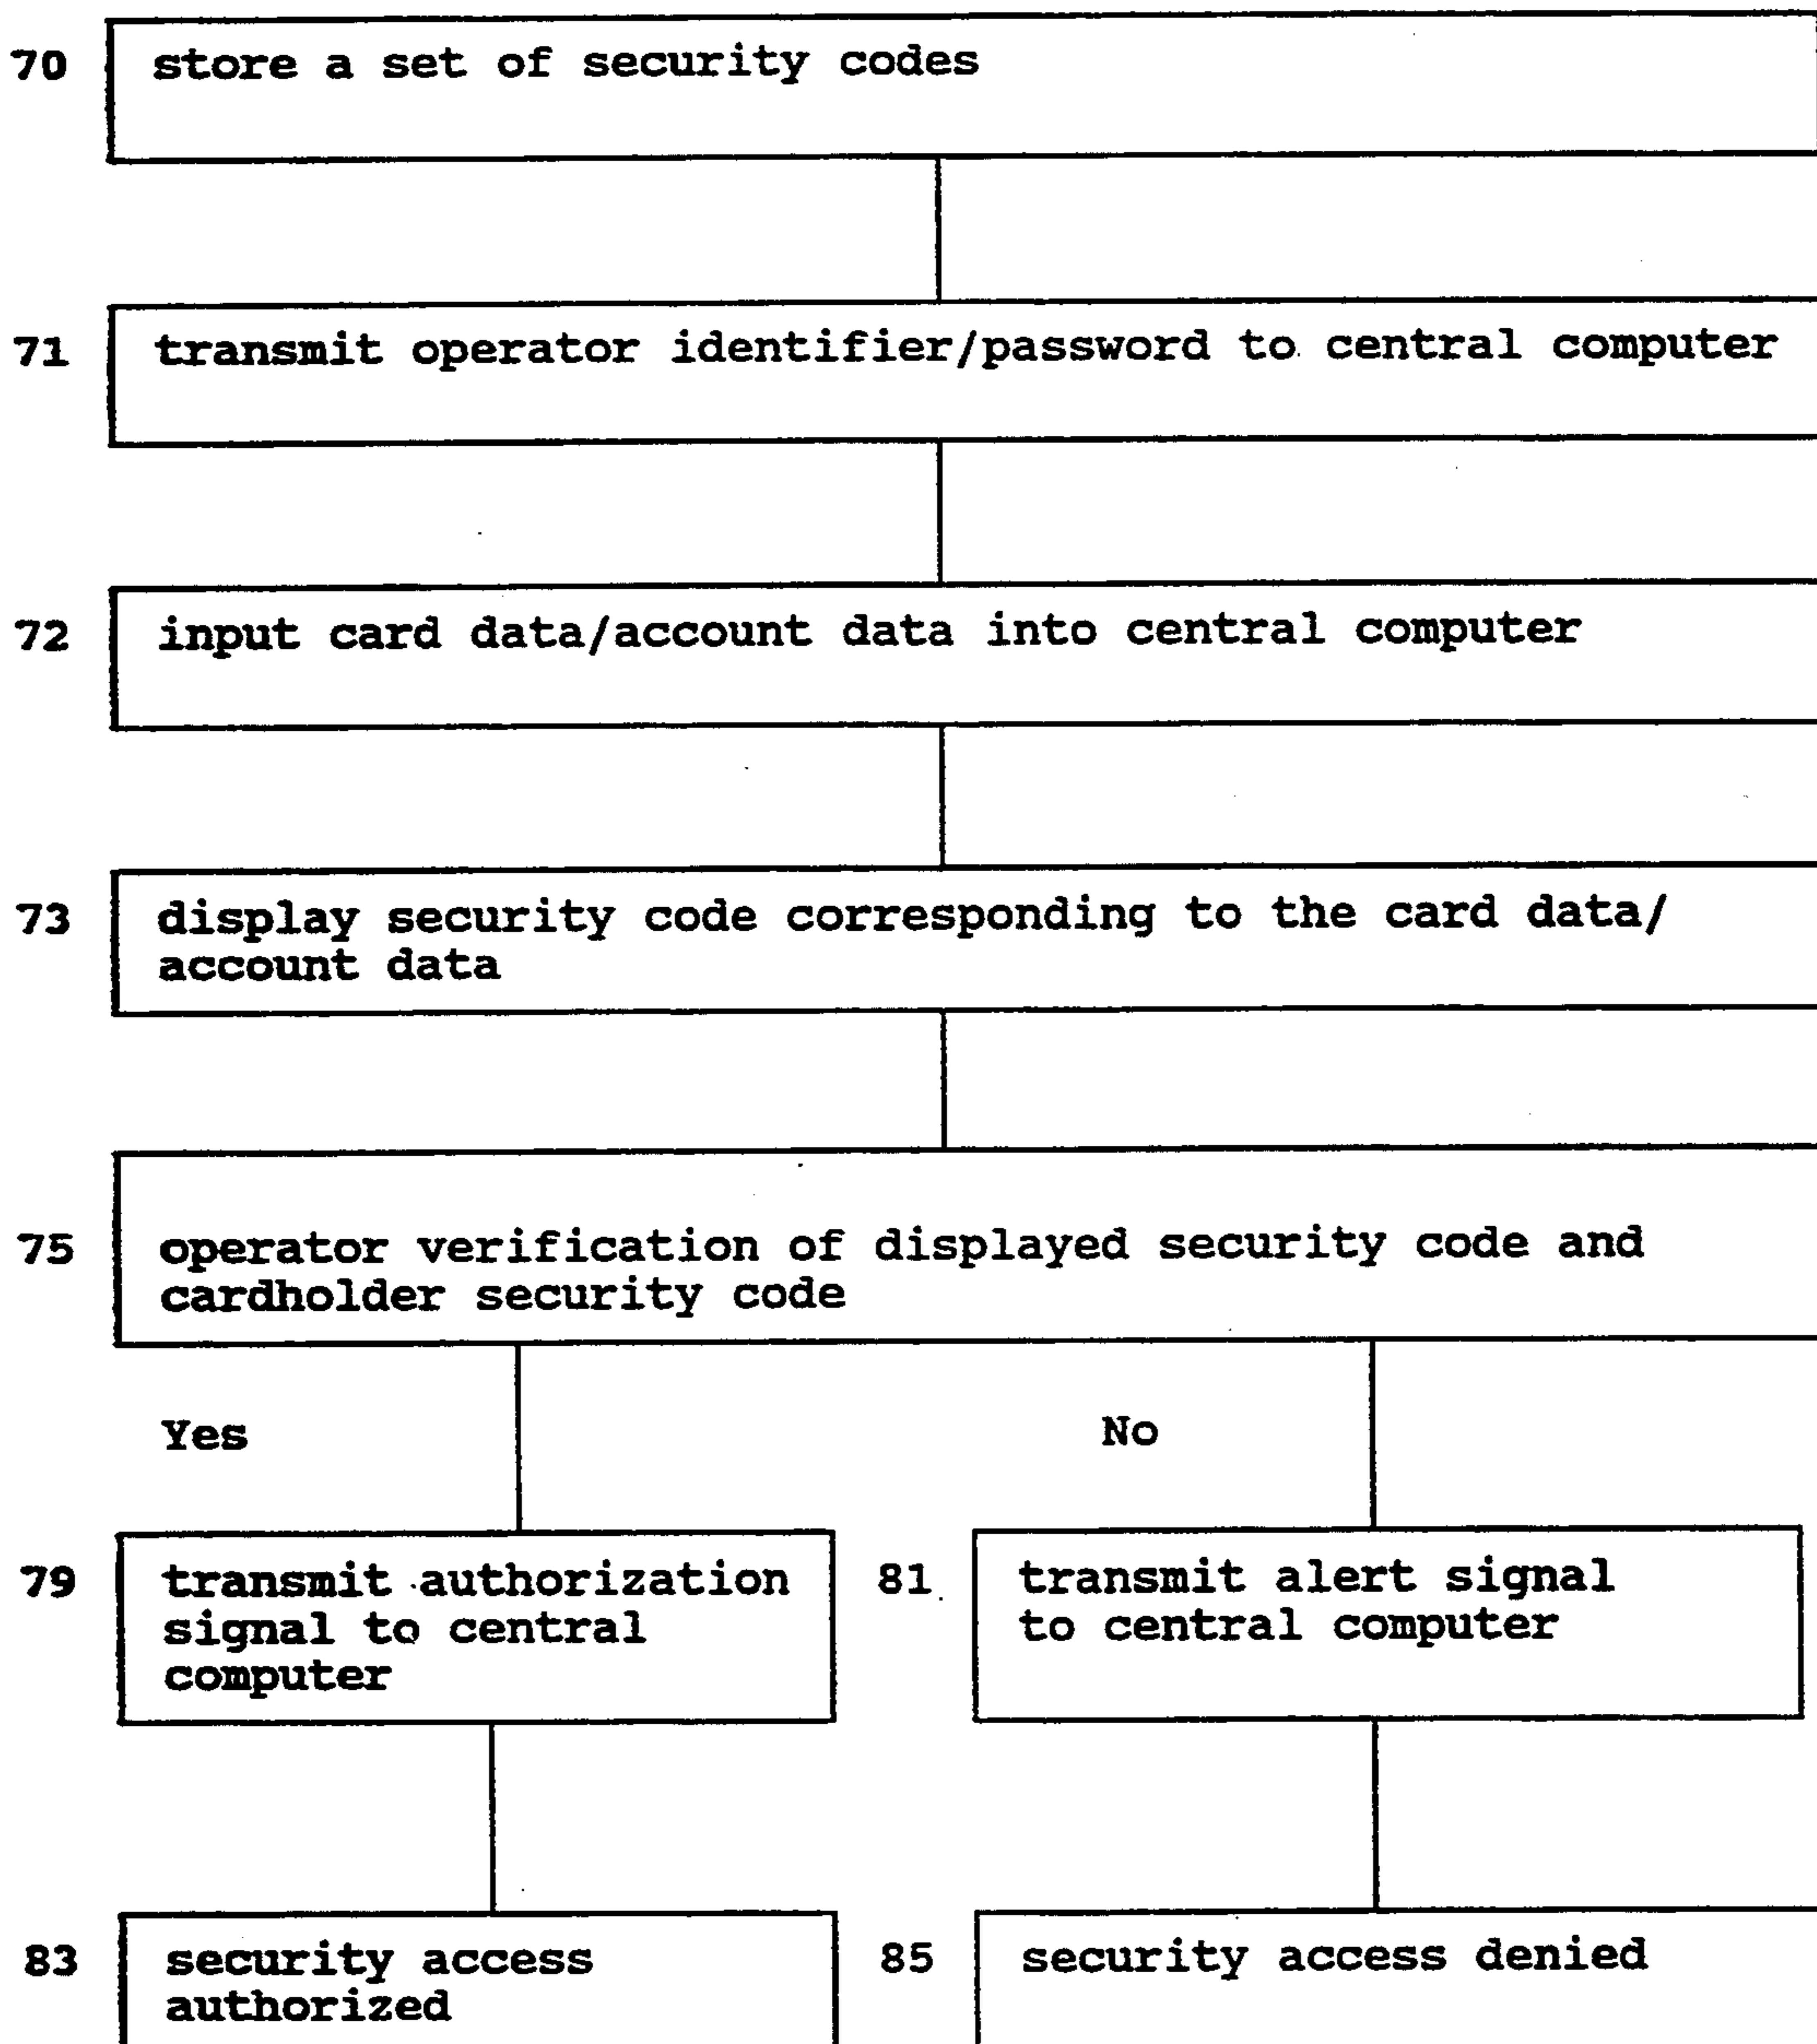 70 store a set of security codes
71 transmit operator identifier/password to central computer
72 input card data/account data into central computer
73 display security code corresponding to the card data/
account data
75 operator verification of displayed security code and
cardholder security code
Yes
No
79 transmit authorization
signal to central
computer
81 transmit alert signal
to central computer
83 security access
authorized
85 security access denied